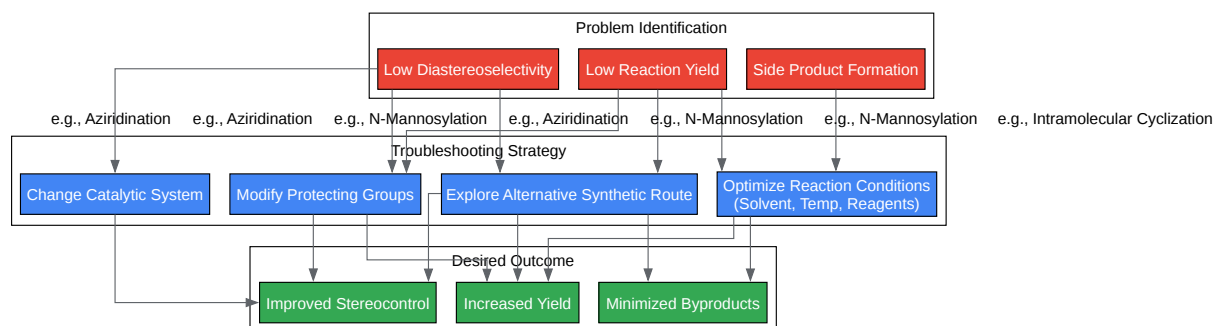 Problem Identification
Low Diastereoselectivity
Low Reaction Yield
Side Product Formation
e.g., Aziridination
e.g., Aziridination
e.g., N-Mannosylation
e.g., Aziridination
e.g., N-Mannosylation
e.g., N-Mannosylation
e.g., Intramolecular Cyclization
Troubleshooting Strategy
Change Catalytic System
Modify Protecting Groups
Explore Alternative Synthetic Route
Optimize Reaction Conditions
(Solvent, Temp, Reagents)
Desired Outcome
Improved Stereocontrol
Increased Yield
Minimized Byproducts